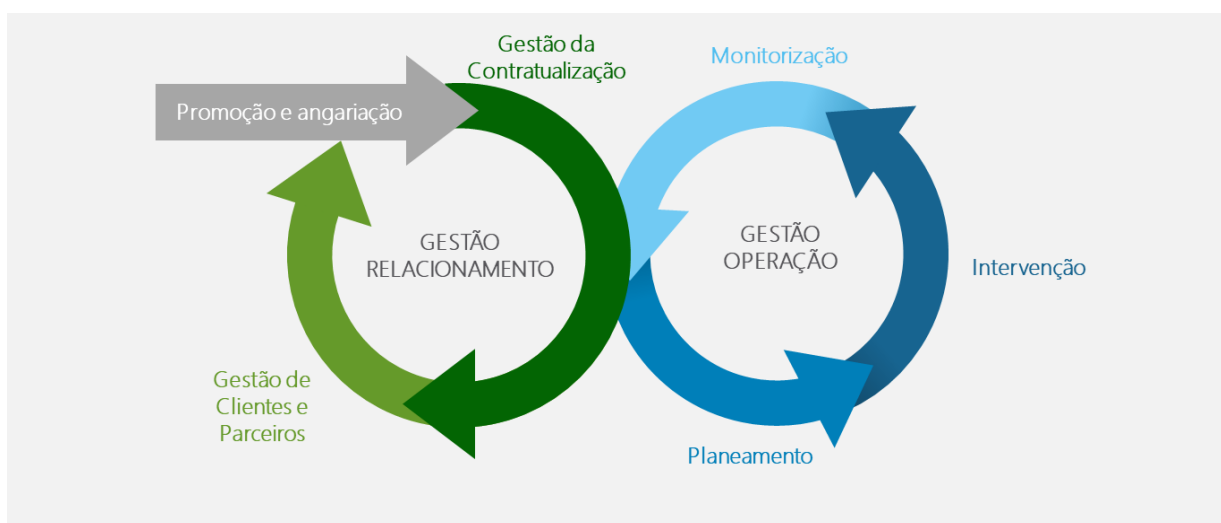 Gestão da
Contratualização
Monitorização
Promoção e angariação
GESTÃO
RELACIONAMENTO
GESTÃO
OPERAÇÃO
Intervenção
Gestão de
Clientes e
Parceiros
Planeamento